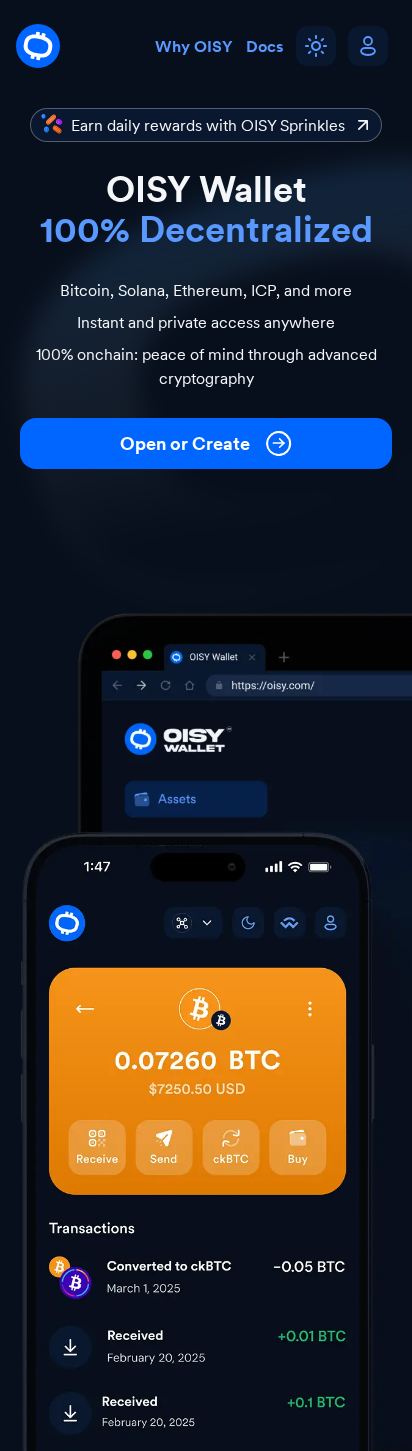 Why OISY Docs
Earn daily rewards with OISY Sprinkles
OISY Wallet
100% Decentralized
Bitcoin, Solana, Ethereum, ICP, and more
Instant and private access anywhere
100% onchain: peace of mind through advanced
cryptography
Open or Create
OISY Wallet
https://oisy.com/
OISY
WALLET
Assets
1:47
0.07260 BTC
$7250.50 USD
Receive Send ckBTC Buy
Transactions
Converted to ckBTC -0.05 BTC
March 1, 2025
Received +0.01 BTC
February 20, 2025
Received +0.1 BTC
February 20, 2025